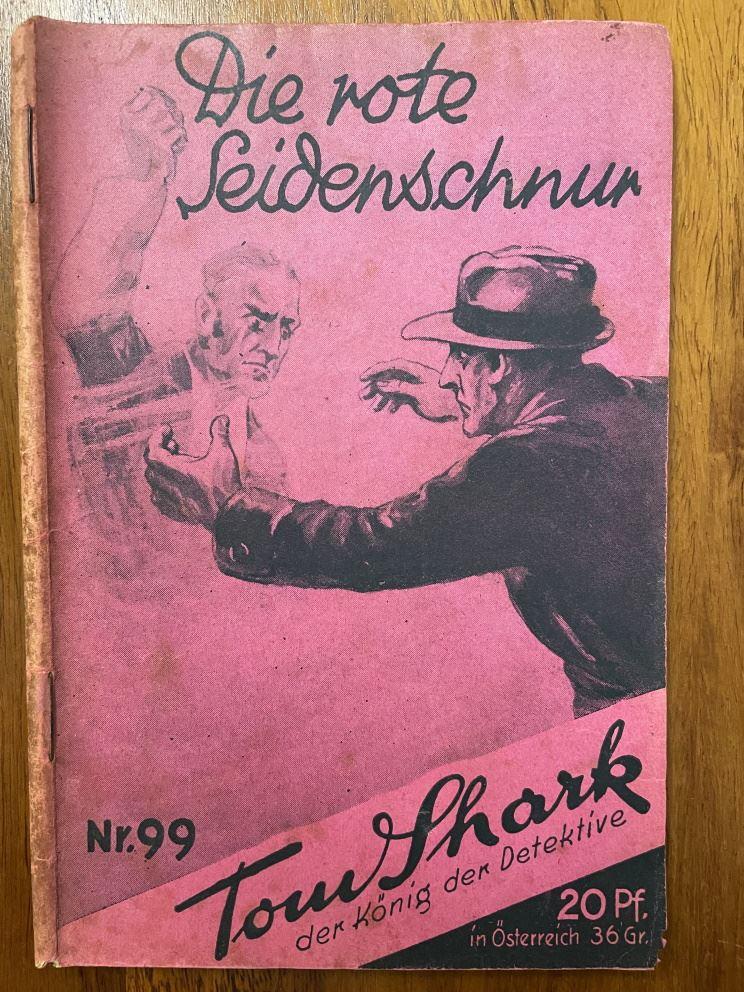 Die rote
Seidenschnur
Nr. 99
Tom Shark
der König der Detektive
20 Pf.
in Österreich 36 Gr.